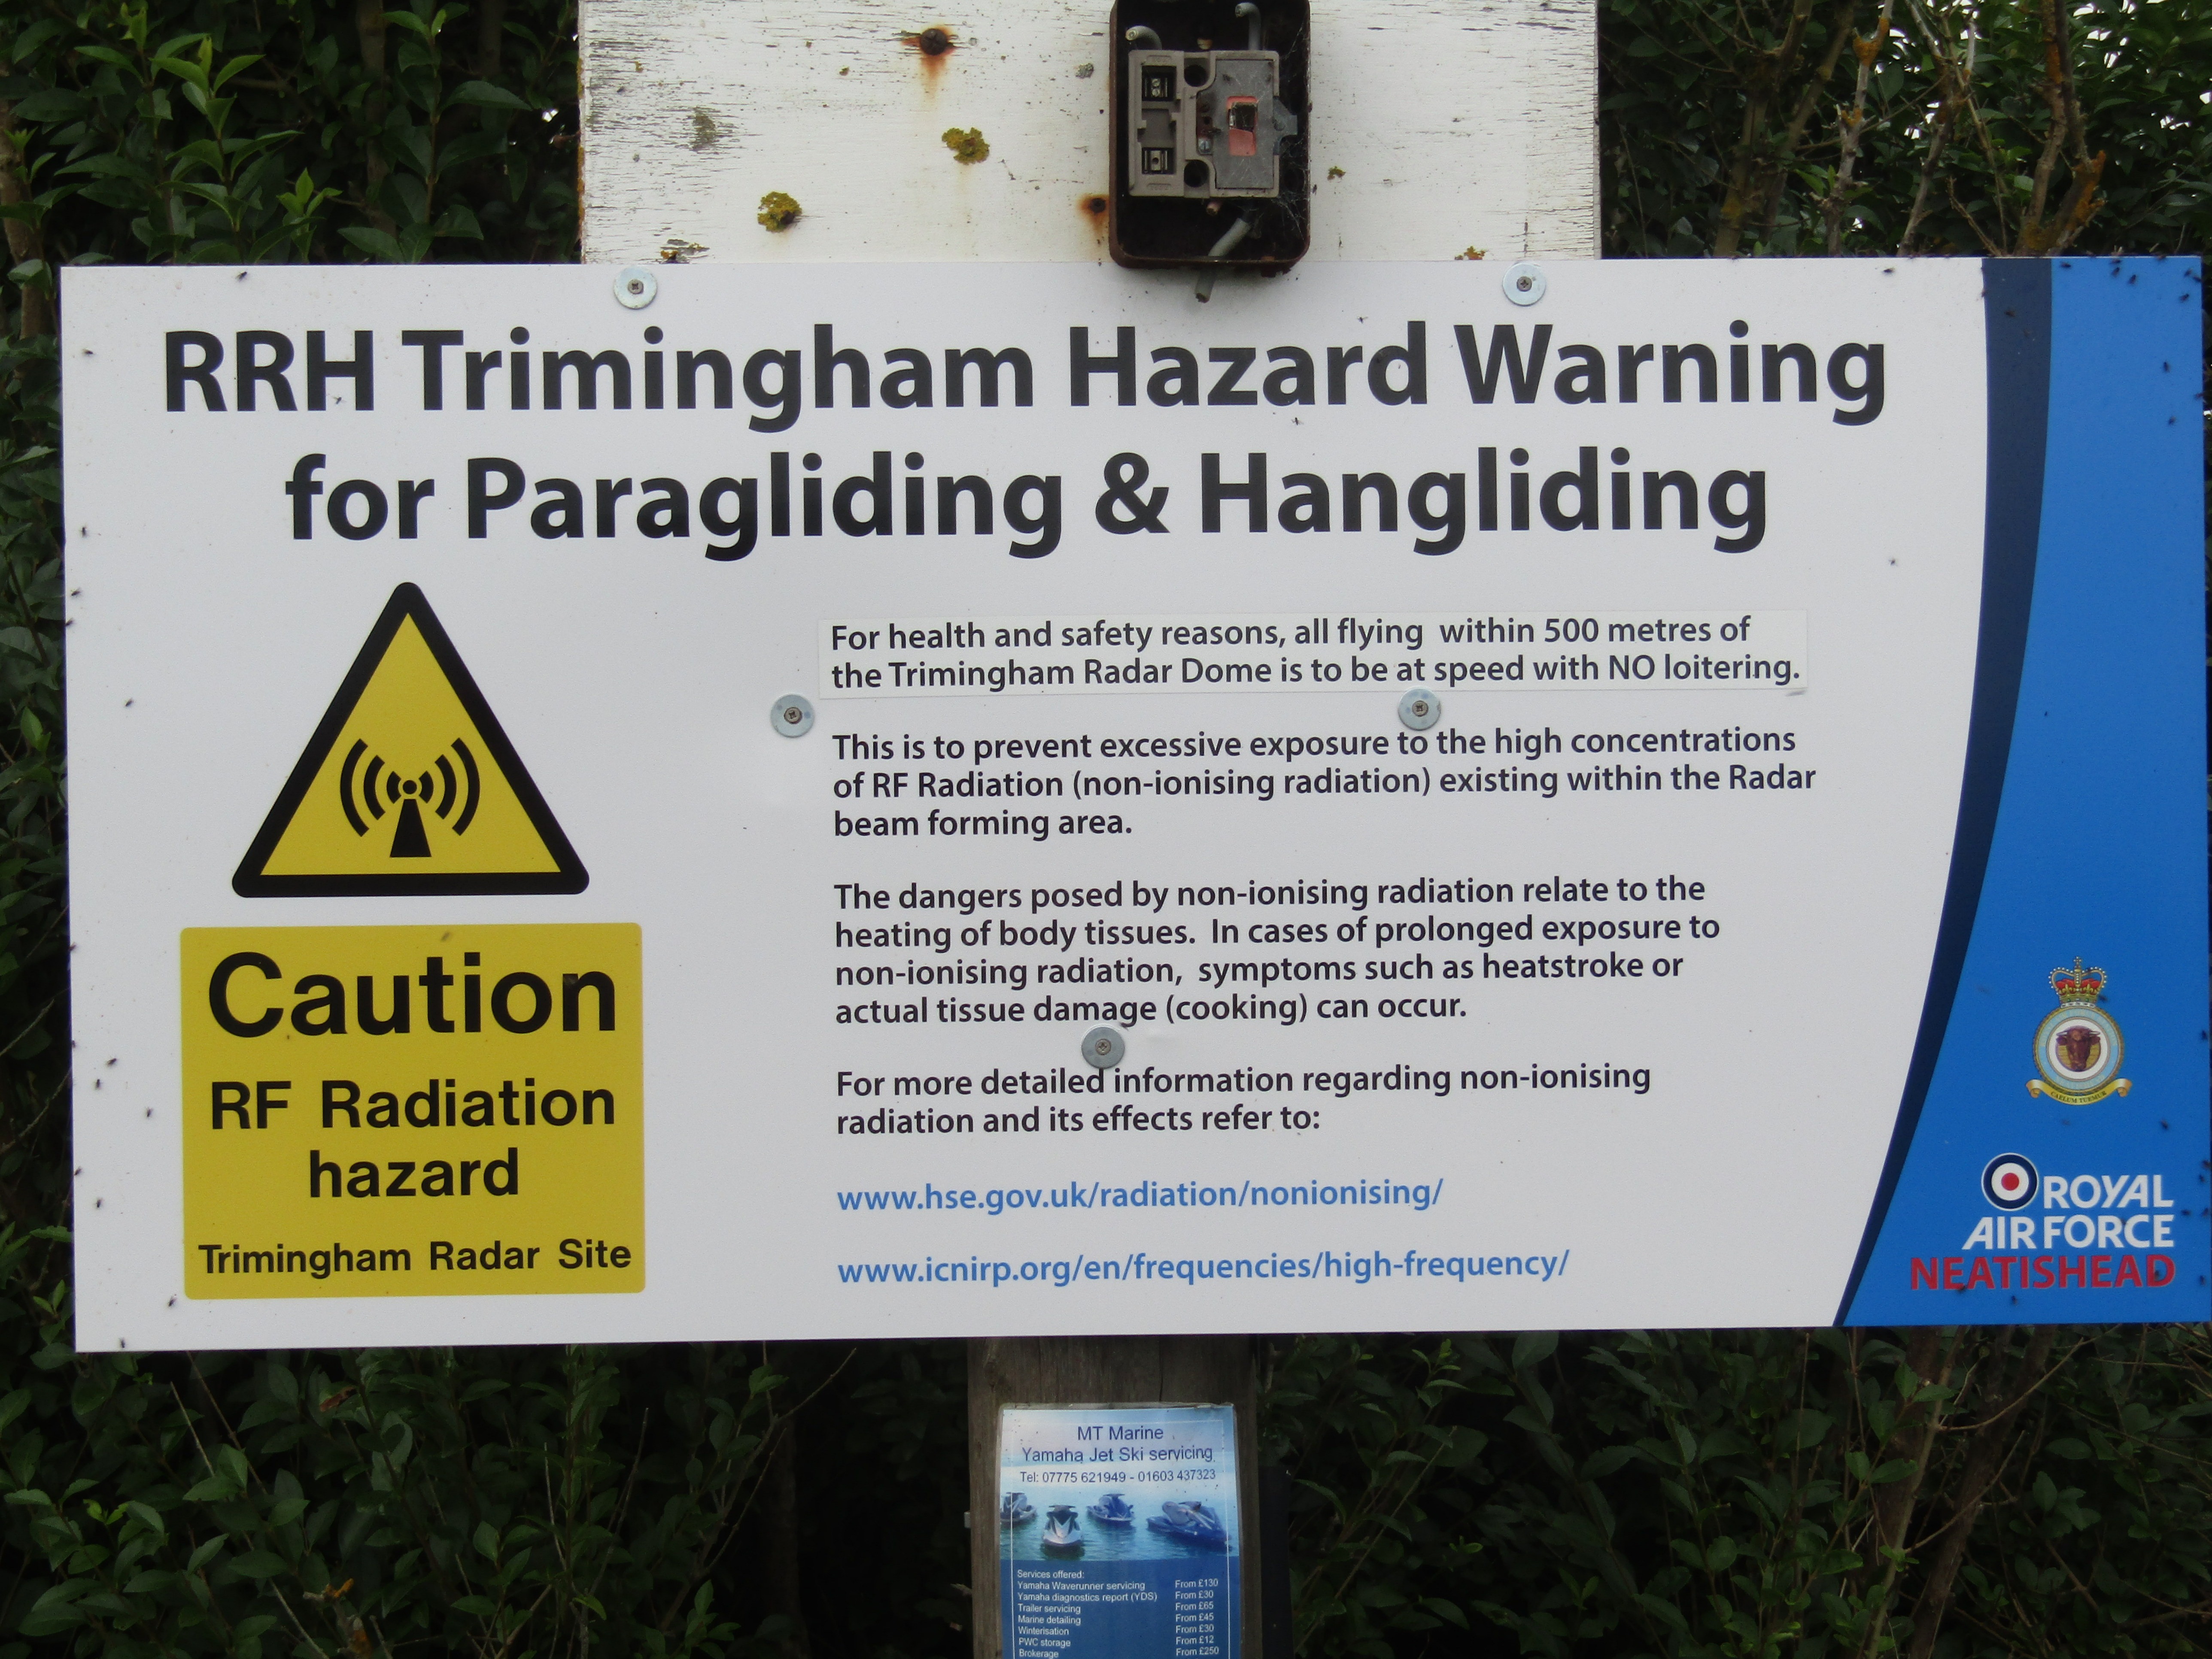 RRH Trimingham Hazard Warning
for Paragliding & Hangliding
For health and safety reasons, all flying within 500 metres of
the Trimingham Radar Dome is to be at speed with NO loitering.
This is to prevent excessive exposure to the high concentrations
of RF Radiation (non-ionising radiation) existing within the Radar
beam forming area.
The dangers posed by non-ionising radiation relate to the
heating of body tissues. In cases of prolonged exposure to
non-ionising radiation, symptoms such as heatstroke or
actual tissue damage (cooking) can occur.
For more detailed information regarding non-ionising
radiation and its effects refer to:
www.hse.gov.uk/radiation/nonionising/
www.icnirp.org/en/frequencies/high-frequency/
Caution
RF Radiation
hazard
Trimingham Radar Site
CAELUM TUEMUR
ROYAL
AIR FORCE
NEATISHEAD
MT Marine
Yamaha Jet Ski servicing
Tel: 07775 621949 - 01603 437323
Services offered:
Yamaha Waverunner servicing From £130
Yamaha diagnostics report (YDS) From £30
Trailer servicing From £65
Marine detailing From £45
Winterisation From £30
PWC storage From £12
Brokerage From £250